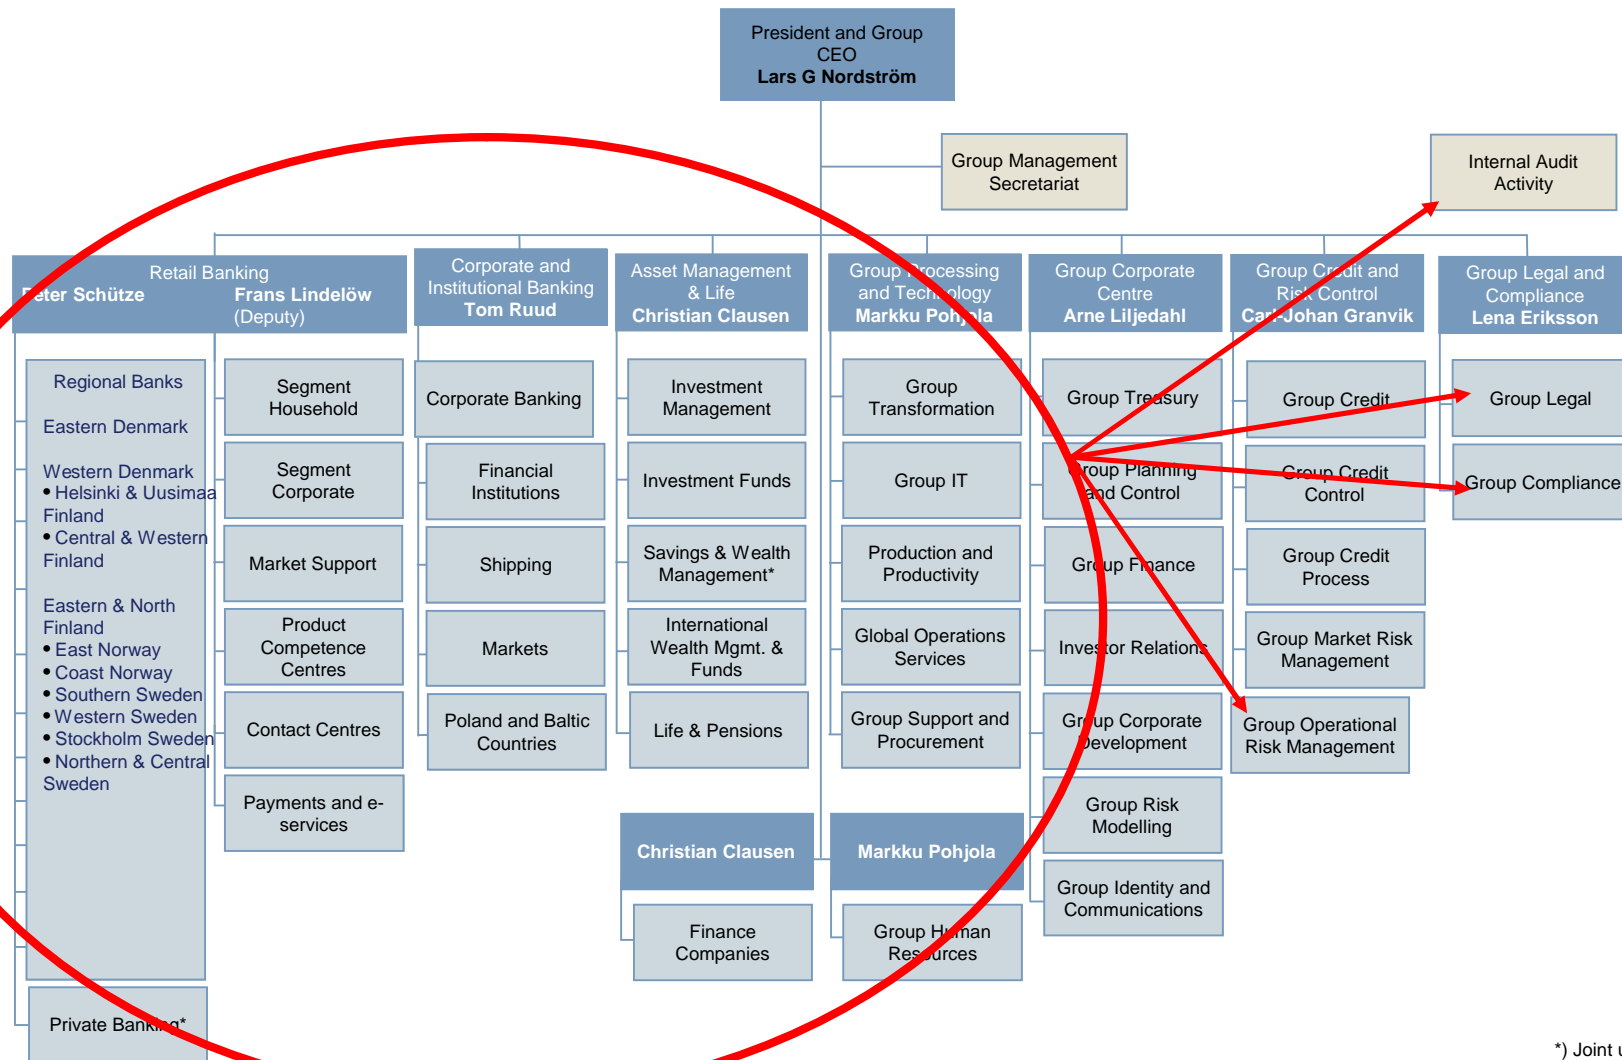 President and Group
CEO
Lars G Nordström
Group Management
Secretariat
Internal Audit
Activity
Retail Banking
Peter Schütze
Frans Lindelöw
(Deputy)
Corporate and
Institutional Banking
Tom Ruud
Asset Management
& Life
Christian Clausen
Group Processing
and Technology
Markku Pohjola
Group Corporate
Centre
Arne Liljedahl
Group Credit and
Risk Control
Carl-Johan Granvik
Group Legal and
Compliance
Lena Eriksson
Regional Banks
Eastern Denmark
Western Denmark
• Helsinki & Uusimaa
Finland
• Central & Western
Finland
Eastern & North
Finland
• East Norway
• Coast Norway
• Southern Sweden
• Western Sweden
• Stockholm Sweden
• Northern & Central
Sweden
Private Banking*
Segment
Household
Segment
Corporate
Market Support
Product
Competence
Centres
Contact Centres
Payments and e-
services
Corporate Banking
Financial
Institutions
Shipping
Markets
Poland and Baltic
Countries
Investment
Management
Investment Funds
Savings & Wealth
Management*
International
Wealth Mgmt. &
Funds
Life & Pensions
Christian Clausen
Finance
Companies
Group
Transformation
Group IT
Production and
Productivity
Global Operations
Services
Group Support and
Procurement
Markku Pohjola
Group Human
Resources
Group Treasury
Group Planning
and Control
Group Finance
Investor Relations
Group Corporate
Development
Group Risk
Modelling
Group Identity and
Communications
Group Credit
Group Credit
Control
Group Credit
Process
Group Market Risk
Management
Group Operational
Risk Management
Group Legal
Group Compliance
*) Joint